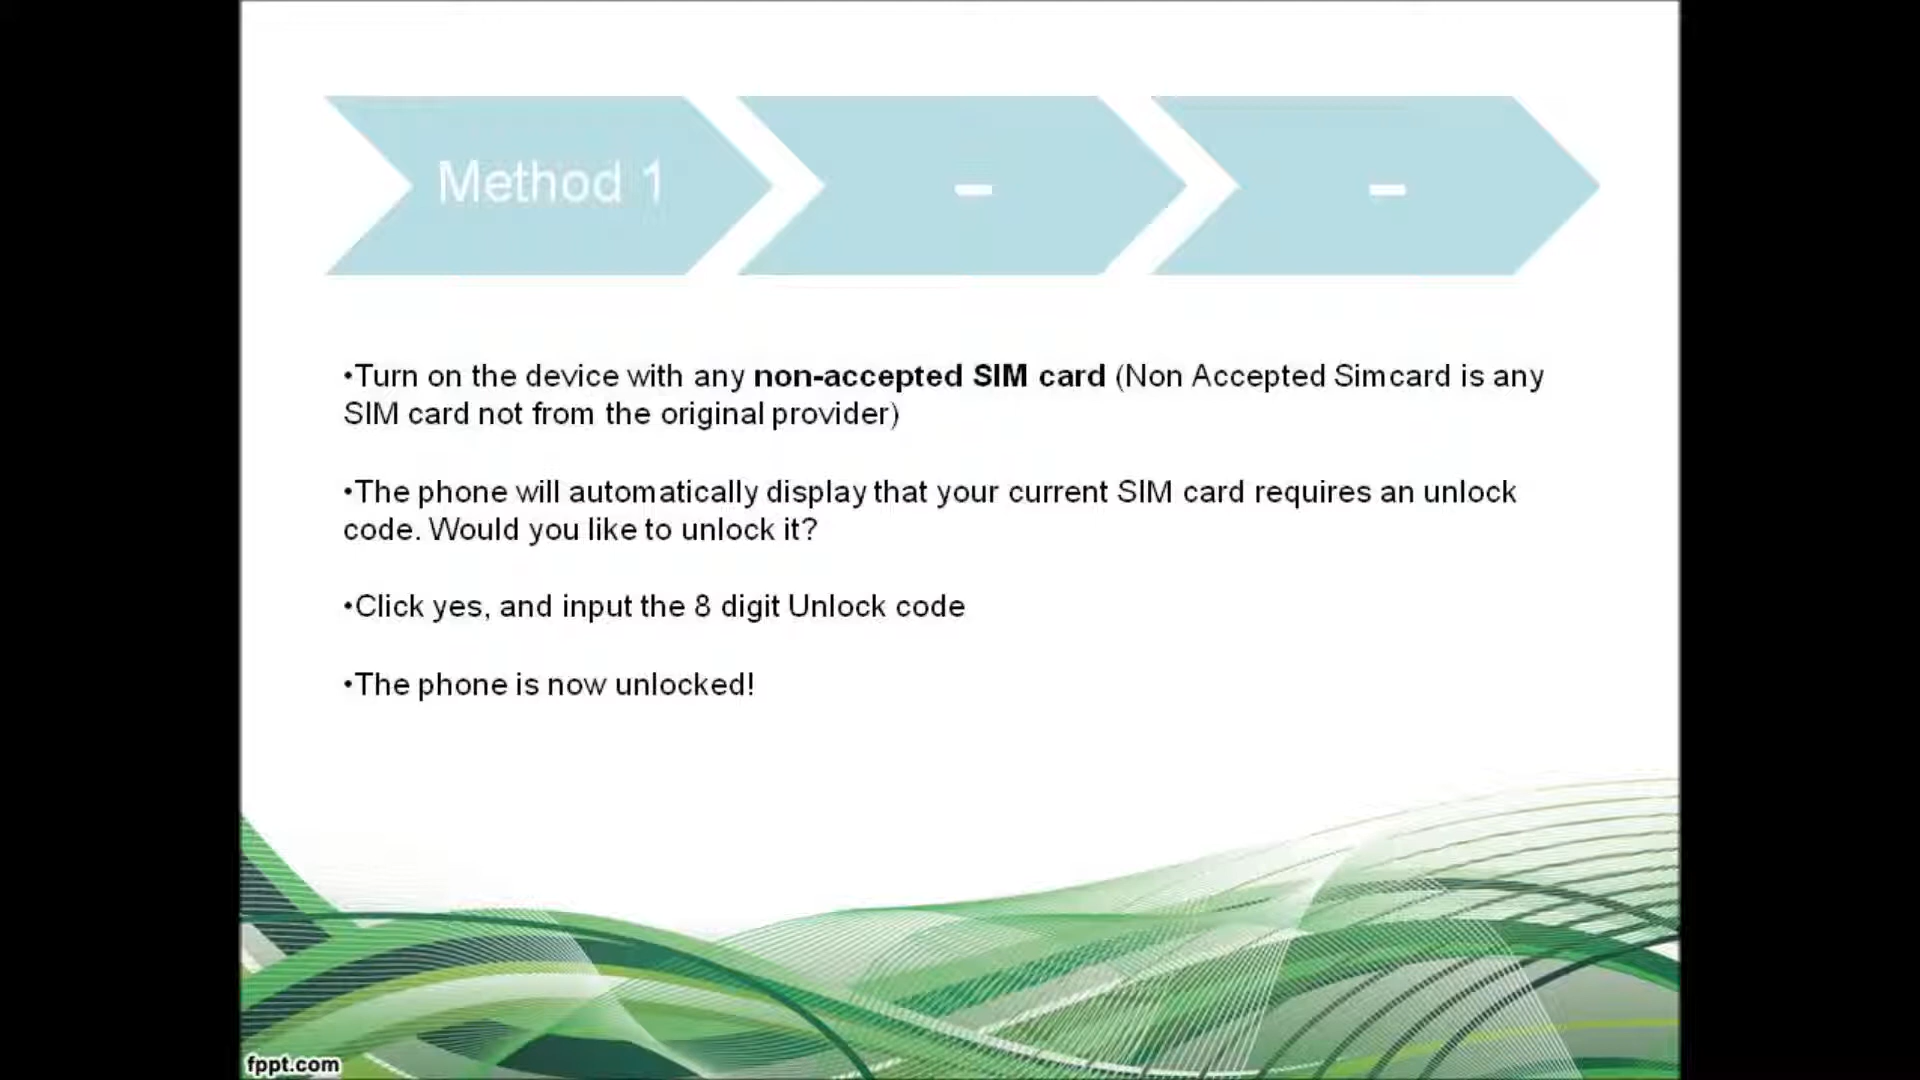 Method 1
-
-
•Turn on the device with any non-accepted SIM card (Non Accepted Simcard is any
SIM card not from the original provider)
•The phone will automatically display that your current SIM card requires an unlock
code. Would you like to unlock it?
•Click yes, and input the 8 digit Unlock code
•The phone is now unlocked!
fppt.com